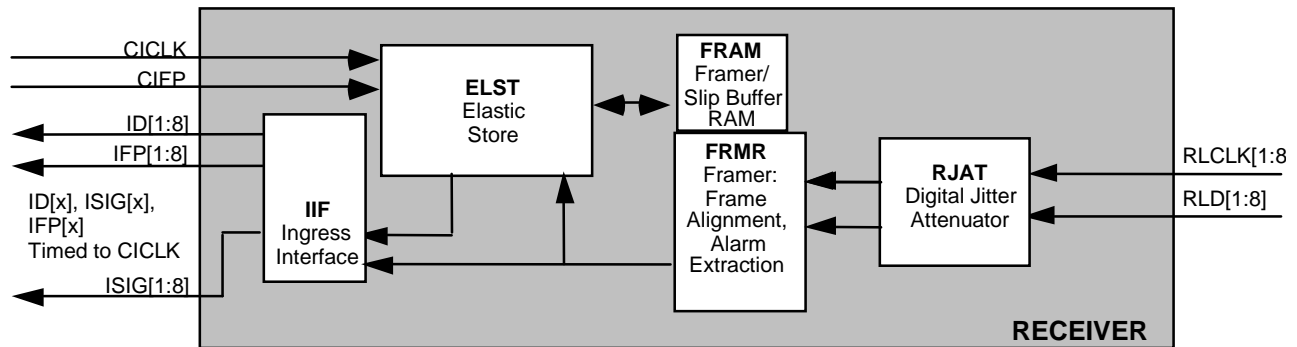 CICLK
CIFP
ID[1:8]
IFP[1:8]
ID[x], ISIG[x],
IFP[x]
Timed to CICLK
ISIG[1:8]
IIF
Ingress
Interface
ELST
Elastic
Store
FRAM
Framer/
Slip Buffer
RAM
FRMR
Framer:
Frame
Alignment,
Alarm
Extraction
RJAT
Digital Jitter
Attenuator
RLCLK[1:8
RLD[1:8]
RECEIVER